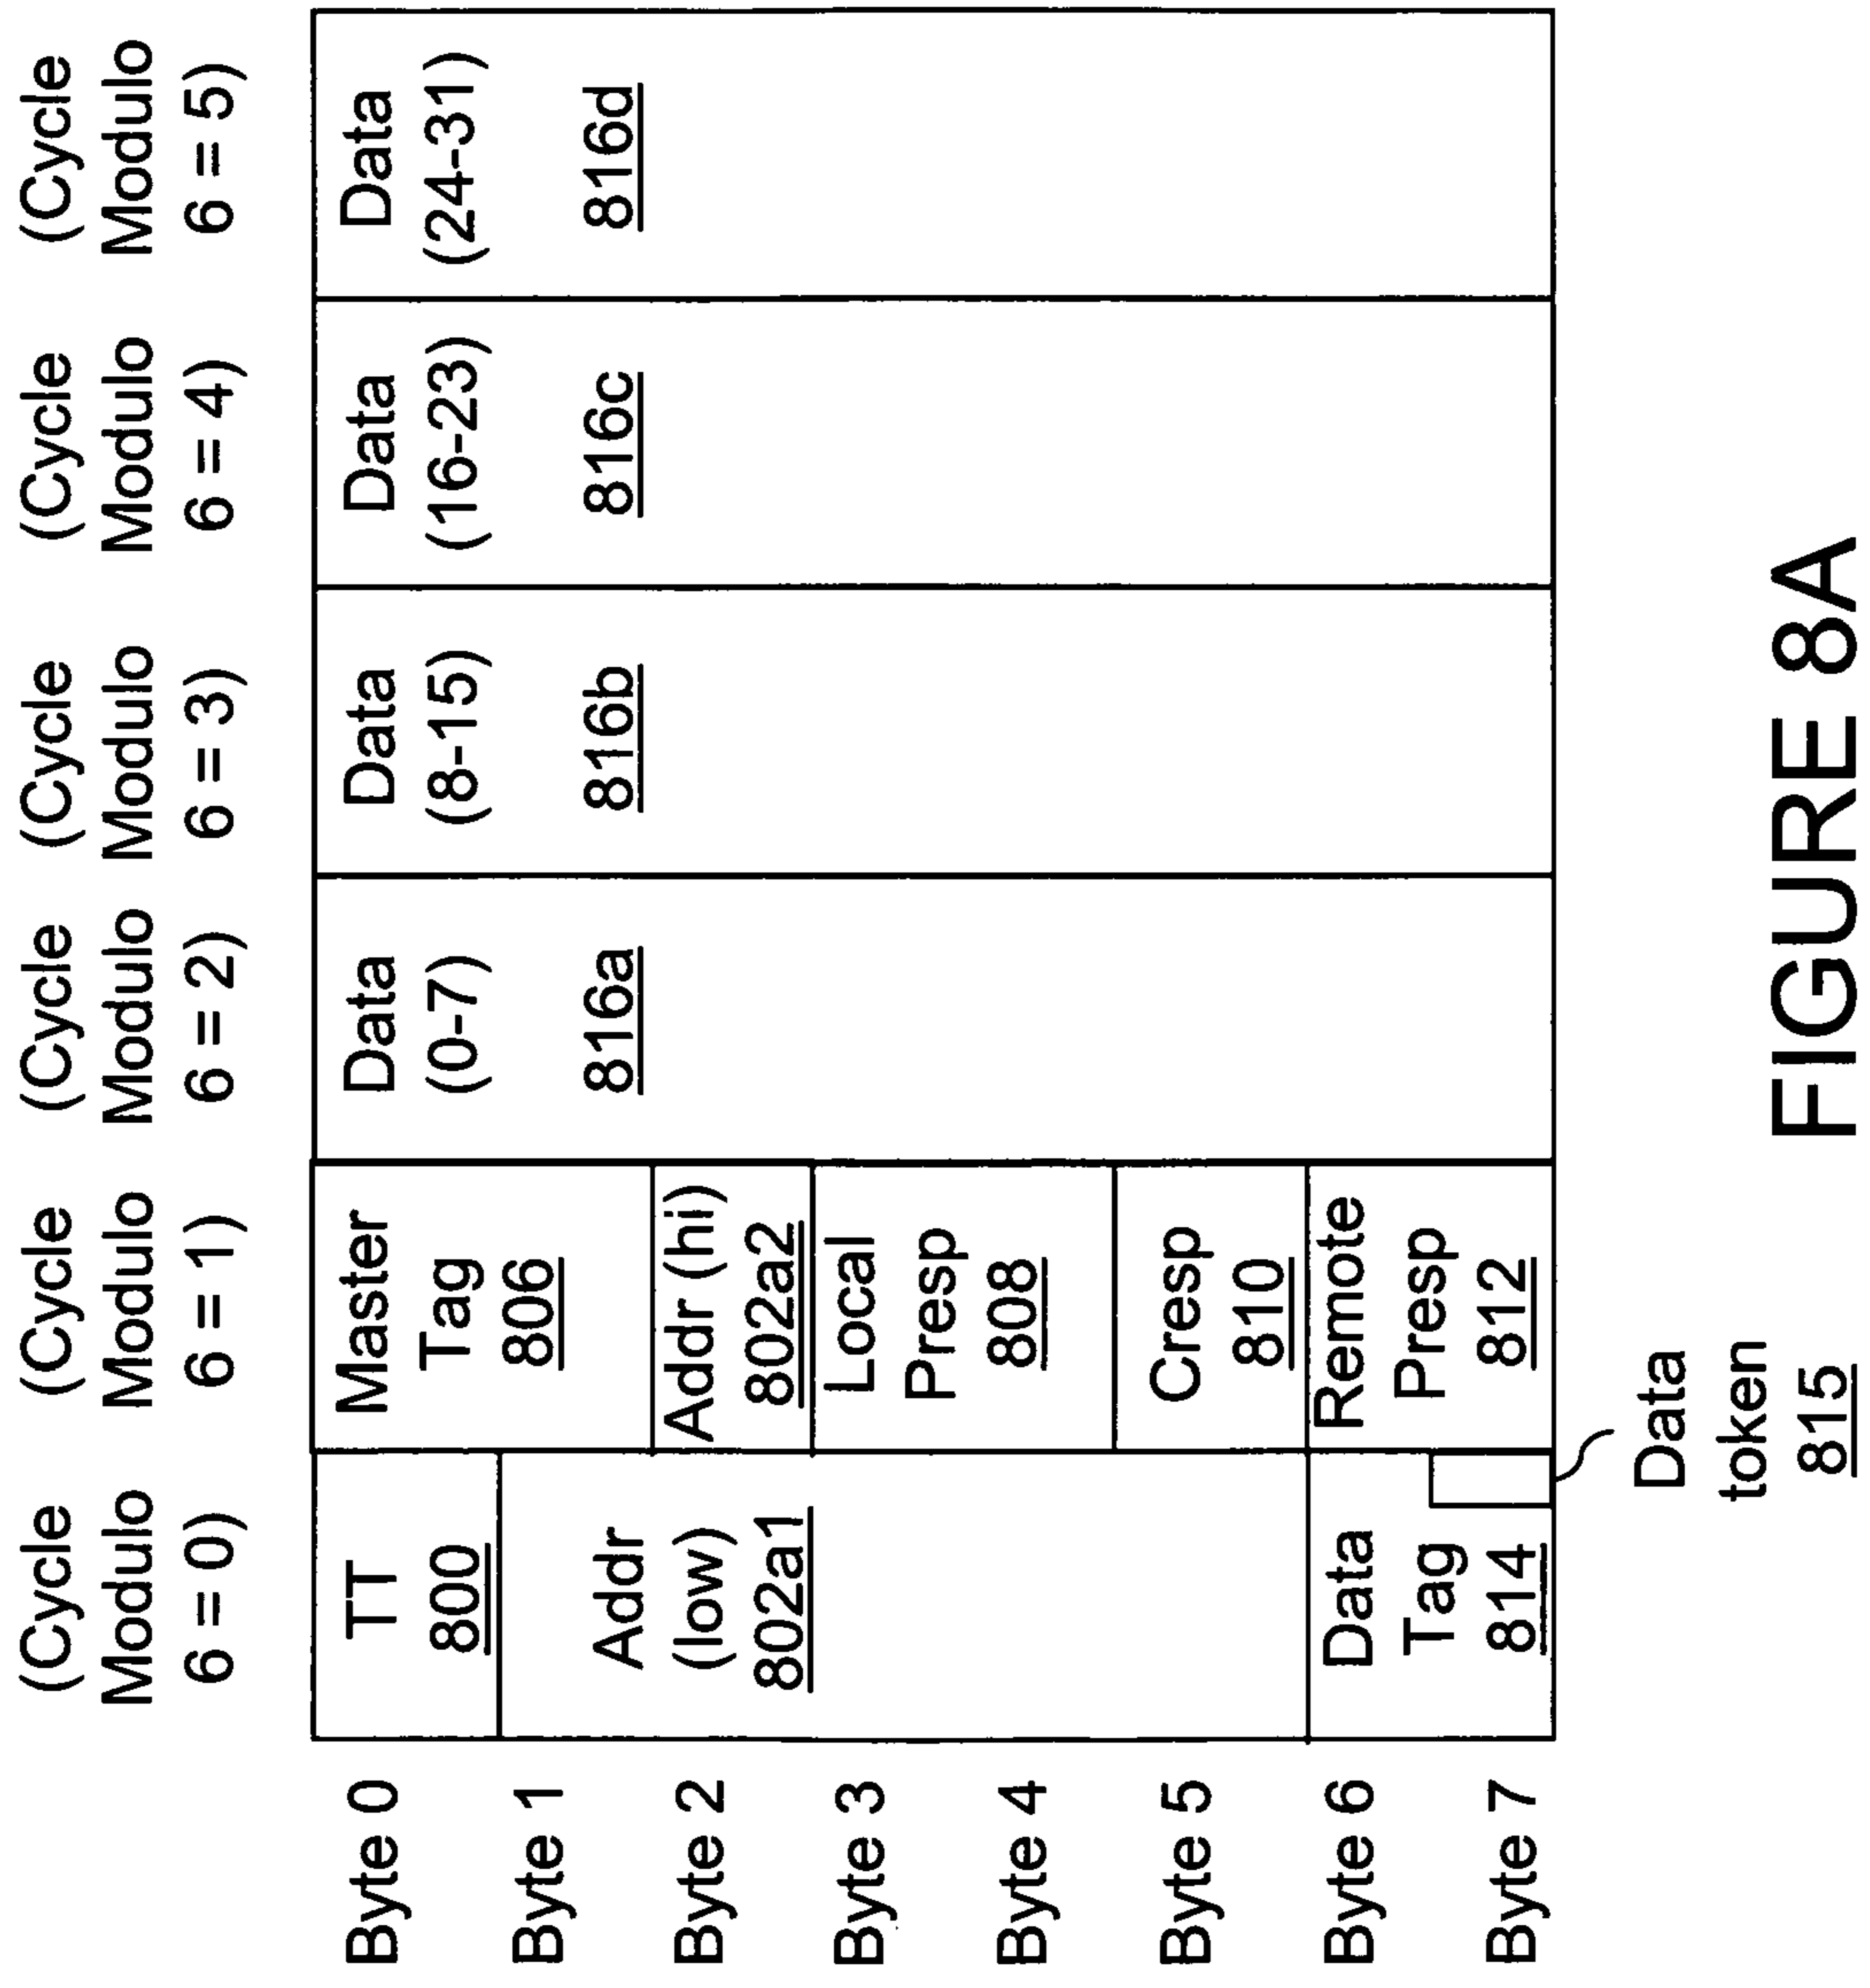 (Cycle
Modulo
6 = 0)
(Cycle
Modulo
6 = 1)
(Cycle
Modulo
6 = 2)
(Cycle
Modulo
6 = 3)
(Cycle
Modulo
6 = 4)
(Cycle
Modulo
6 = 5)
Byte 0
Byte 1
Byte 2
Byte 3
Byte 4
Byte 5
Byte 6
Byte 7
TT
800
Addr
(low)
802a1
Data
Tag
814
Master
Tag
806
Addr (hi)
802a2
Local
Presp
808
Cresp
810
Remote
Presp
812
Data
(0-7)
816a
Data
(8-15)
816b
Data
(16-23)
816c
Data
(24-31)
816d
Data
token
815
FIGURE 8A